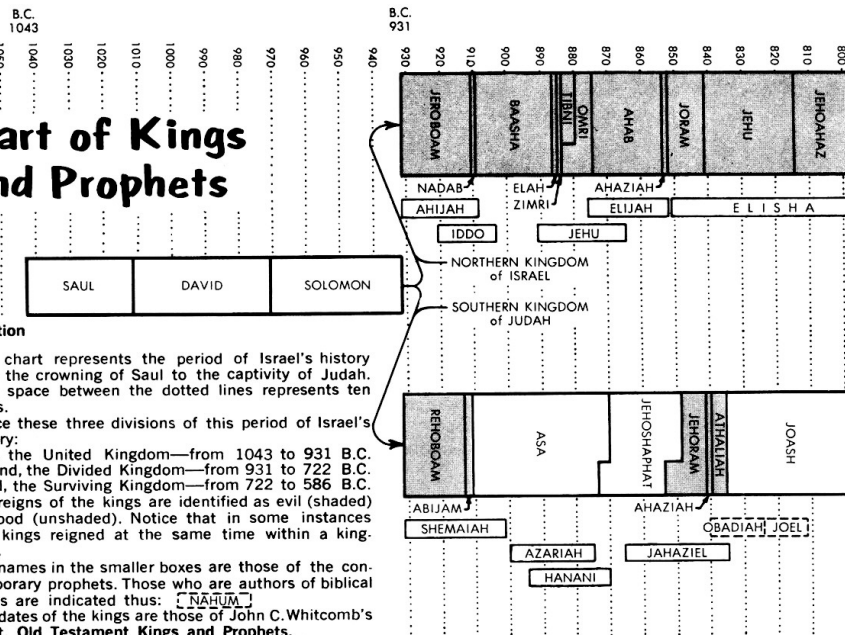 B.C.
1043
B.C.
931
1050
1040
1030
1020
1010
1000
990
980
970
960
950
940
930
920
910
900
890
880
870
860
850
840
830
820
810
800
art of Kings
nd Prophets
JEROBOAM
BAASHA
TIBNI
OMRI
AHAB
JORAM
JEHU
JEHOAHAZ
NADAB
ELAH
ZIMRI
AHAZIAH
AHIJAH
ELIJAH
ELISHA
IDDO
JEHU
SAUL
DAVID
SOLOMON
NORTHERN KINGDOM
of ISRAEL
SOUTHERN KINGDOM
of JUDAH
tion
chart represents the period of Israel's history
the crowning of Saul to the captivity of Judah.
space between the dotted lines represents ten
s.
ce these three divisions of this period of Israel's
ry:
the United Kingdom—from 1043 to 931 B.C.
nd, the Divided Kingdom—from 931 to 722 B.C.
l, the Surviving Kingdom—from 722 to 586 B.C.
reigns of the kings are identified as evil (shaded)
ood (unshaded). Notice that in some instances
kings reigned at the same time within a king-
names in the smaller boxes are those of the con-
porary prophets. Those who are authors of biblical
s are indicated thus: NAHUM
dates of the kings are those of John C. Whitcomb's
t, Old Testament Kings and Prophets.
REHOBOAM
ASA
JEHOSHAPHAT
JEHORAM
ATHALIAH
JOASH
ABIJAM
AHAZIAH
SHEMAIAH
OBADIAH
JOEL
AZARIAH
JAHAZIEL
HANANI